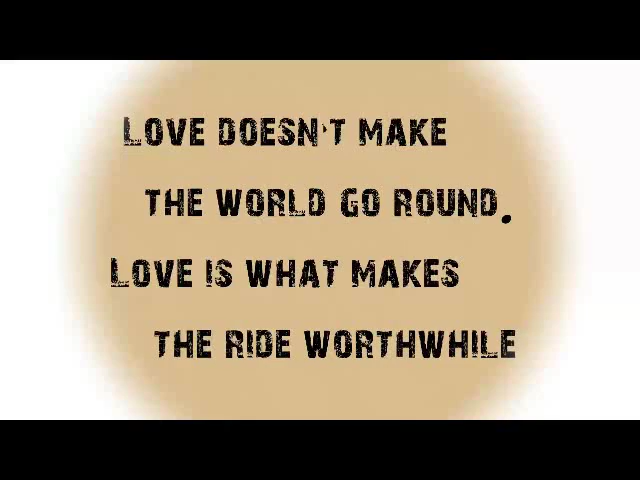 LOVE DOESN'T MAKE
THE WORLD GO ROUND.
LOVE IS WHAT MAKES
THE RIDE WORTHWHILE